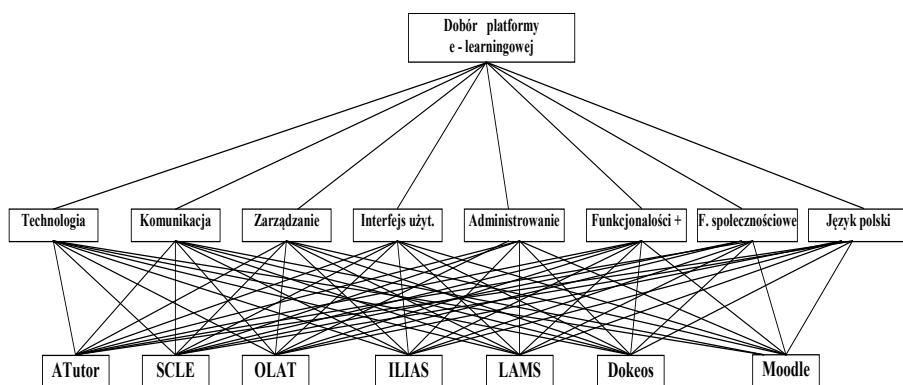 Dobór platformy
e - learningowej
Technologia
Komunikacja
Zarządzanie
Interfejs użyt.
Administrowanie
Funkcjonalości +
F. społecznościowe
Język polski
ATutor
SCLE
OLAT
ILIAS
LAMS
Dokeos
Moodle